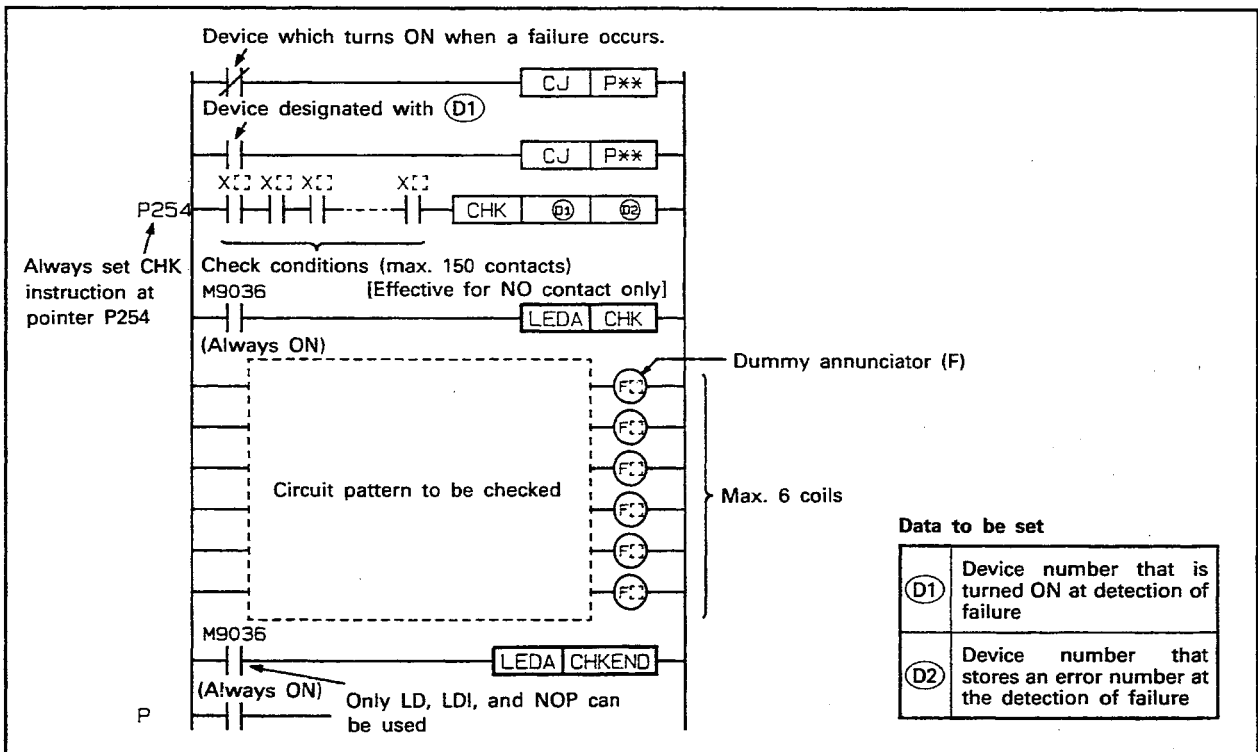 Device which turns ON when a failure occurs.
CJ P**
Device designated with (D1)
CJ P**
X[] X[] X[] X[]
P254 CHK (D1) (D2)
Always set CHK
instruction at
pointer P254
Check conditions (max. 150 contacts)
[Effective for NO contact only]
M9036
LEDA CHK
(Always ON)
Dummy annunciator (F)
F[]
F[]
F[]
Circuit pattern to be checked
F[]
F[]
F[]
Max. 6 coils
M9036
LEDA CHKEND
(Always ON)
Only LD, LDI, and NOP can
be used
P
Data to be set
(D1) Device number that is
turned ON at detection of
failure
(D2) Device number that
stores an error number at
the detection of failure